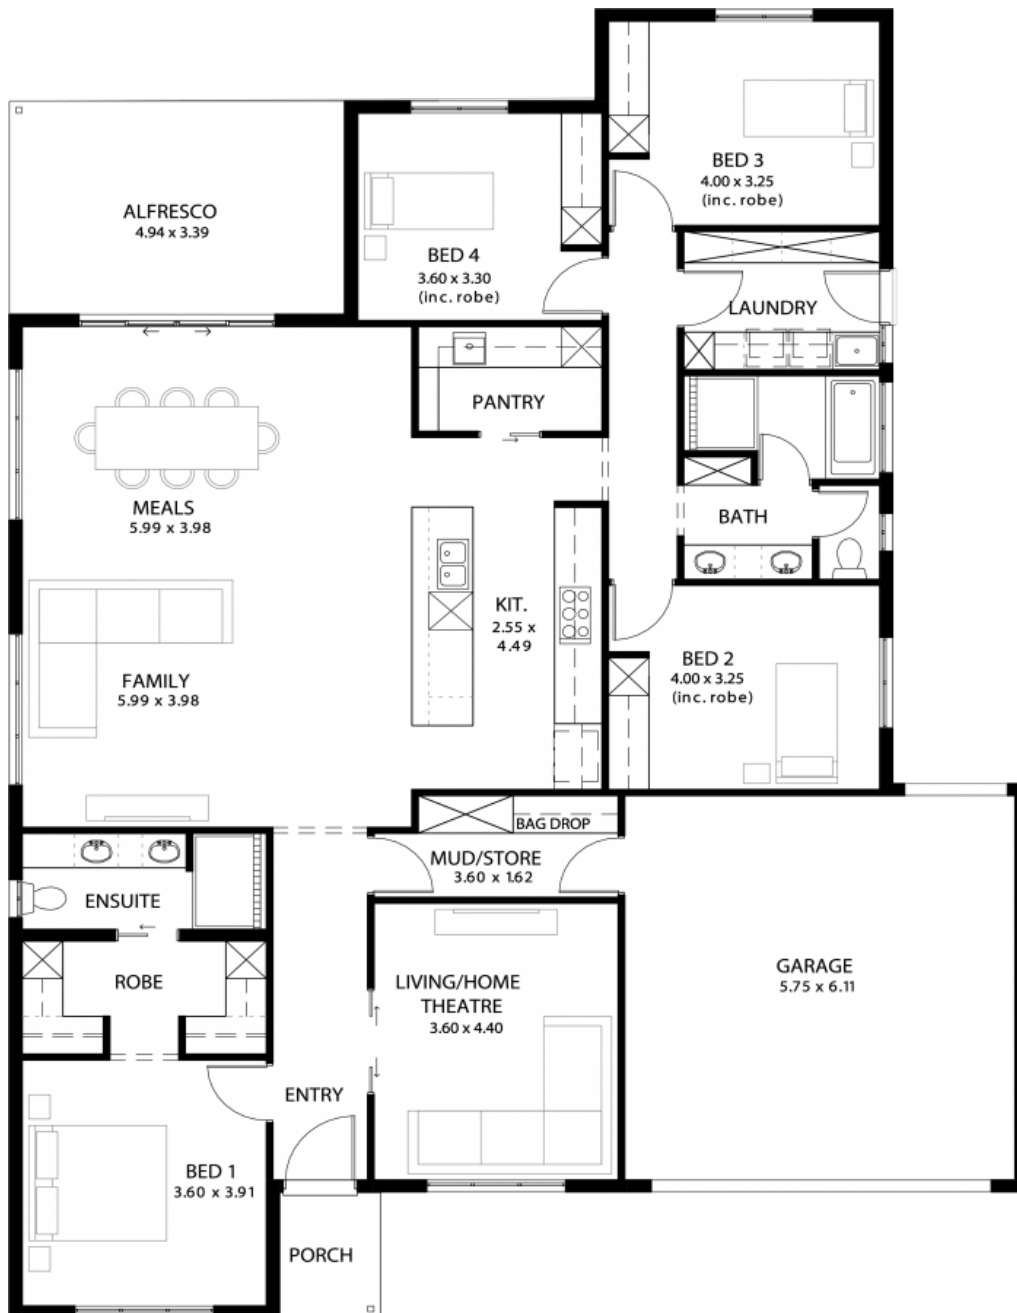 BED 3
4.00 x 3.25
(inc. robe)
ALFRESCO
4.94 x 3.39
BED 4
3.60 x 3.30
(inc. robe)
LAUNDRY
PANTRY
MEALS
5.99 x 3.98
BATH
KIT.
2.55 x
4.49
FAMILY
5.99 x 3.98
BED 2
4.00 x 3.25
(inc. robe)
BAG DROP
MUD/STORE
3.60 x 1.62
ENSUITE
ROBE
LIVING/HOME
THEATRE
3.60 x 4.40
GARAGE
5.75 x 6.11
ENTRY
BED 1
3.60 x 3.91
PORCH